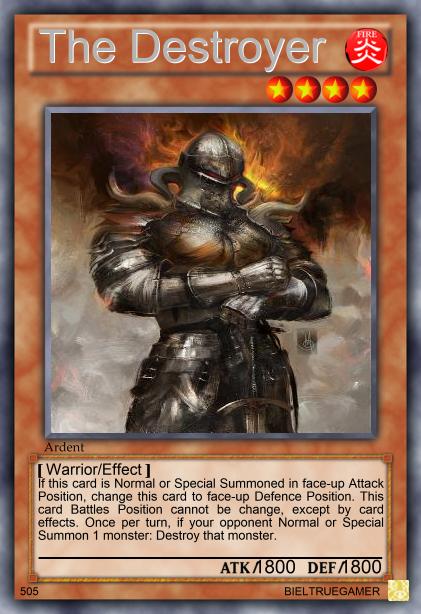 The Destroyer
FIRE
炎
Ardent
[ Warrior/Effect ]
If this card is Normal or Special Summoned in face-up Attack
Position, change this card to face-up Defence Position. This
card Battles Position cannot be change, except by card
effects. Once per turn, if your opponent Normal or Special
Summon 1 monster: Destroy that monster.
ATK/1800 DEF/1800
505 BIELTRUEGAMER